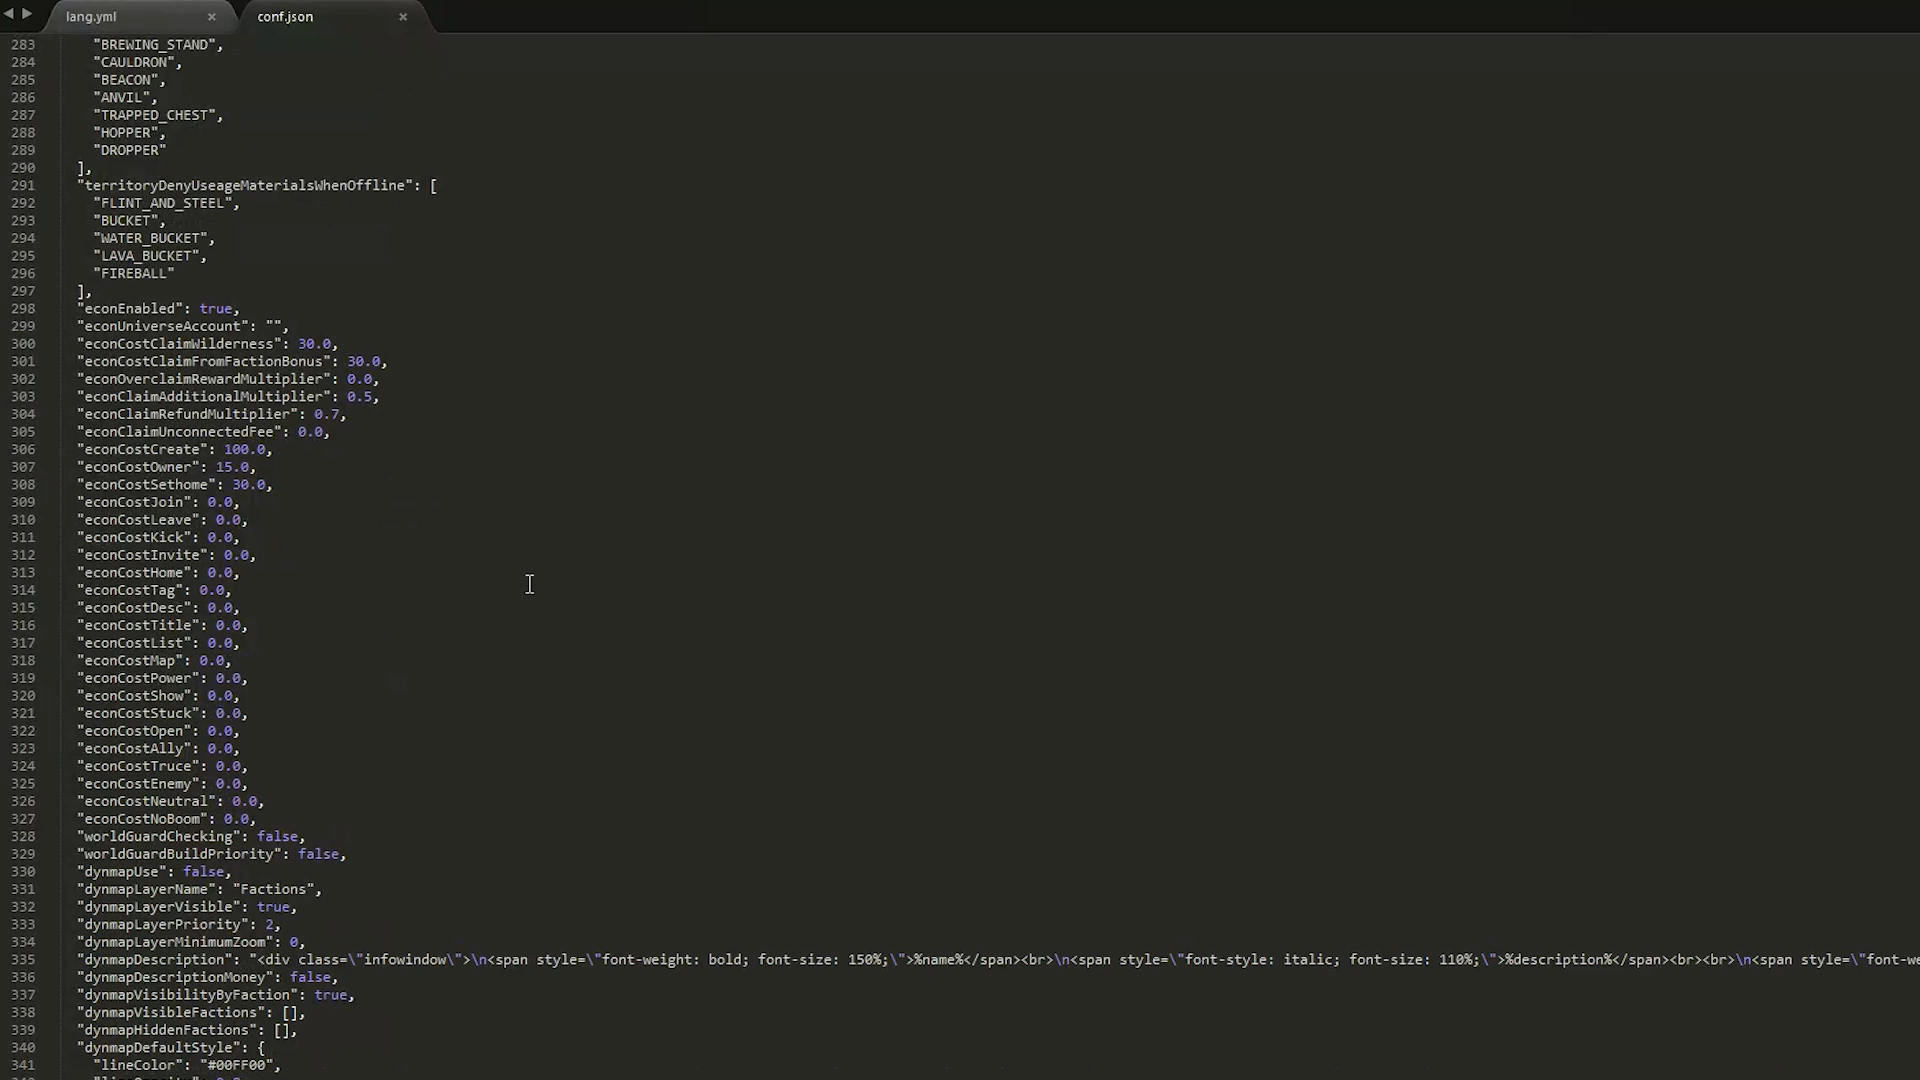 lang.yml × conf.json ×
283 "BREWING_STAND",
284 "CAULDRON",
285 "BEACON",
286 "ANVIL",
287 "TRAPPED_CHEST",
288 "HOPPER",
289 "DROPPER"
290 ],
291 "territoryDenyUseageMaterialsWhenOffline": [
292 "FLINT_AND_STEEL",
293 "BUCKET",
294 "WATER_BUCKET",
295 "LAVA_BUCKET",
296 "FIREBALL"
297 ],
298 "econEnabled": true,
299 "econUniverseAccount": "",
300 "econCostClaimWilderness": 30.0,
301 "econCostClaimFromFactionBonus": 30.0,
302 "econOverclaimRewardMultiplier": 0.0,
303 "econClaimAdditionalMultiplier": 0.5,
304 "econClaimRefundMultiplier": 0.7,
305 "econClaimUnconnectedFee": 0.0,
306 "econCostCreate": 100.0,
307 "econCostOwner": 15.0,
308 "econCostSethome": 30.0,
309 "econCostJoin": 0.0,
310 "econCostLeave": 0.0,
311 "econCostKick": 0.0,
312 "econCostInvite": 0.0,
313 "econCostHome": 0.0,
314 "econCostTag": 0.0,
315 "econCostDesc": 0.0,
316 "econCostTitle": 0.0,
317 "econCostList": 0.0,
318 "econCostMap": 0.0,
319 "econCostPower": 0.0,
320 "econCostShow": 0.0,
321 "econCostStuck": 0.0,
322 "econCostOpen": 0.0,
323 "econCostAlly": 0.0,
324 "econCostTruce": 0.0,
325 "econCostEnemy": 0.0,
326 "econCostNeutral": 0.0,
327 "econCostNoBoom": 0.0,
328 "worldGuardChecking": false,
329 "worldGuardBuildPriority": false,
330 "dynmapUse": false,
331 "dynmapLayerName": "Factions",
332 "dynmapLayerVisible": true,
333 "dynmapLayerPriority": 2,
334 "dynmapLayerMinimumZoom": 0,
335 "dynmapDescription": "<div class=\"infowindow\">\n<span style=\"font-weight: bold; font-size: 150%;\">%name%</span><br>\n<span style=\"font-style: italic; font-size: 110%;\">%description%</span><br><br>\n<span style=\"font-we
336 "dynmapDescriptionMoney": false,
337 "dynmapVisibilityByFaction": true,
338 "dynmapVisibleFactions": [],
339 "dynmapHiddenFactions": [],
340 "dynmapDefaultStyle": {
341 "lineColor": "#00FF00",